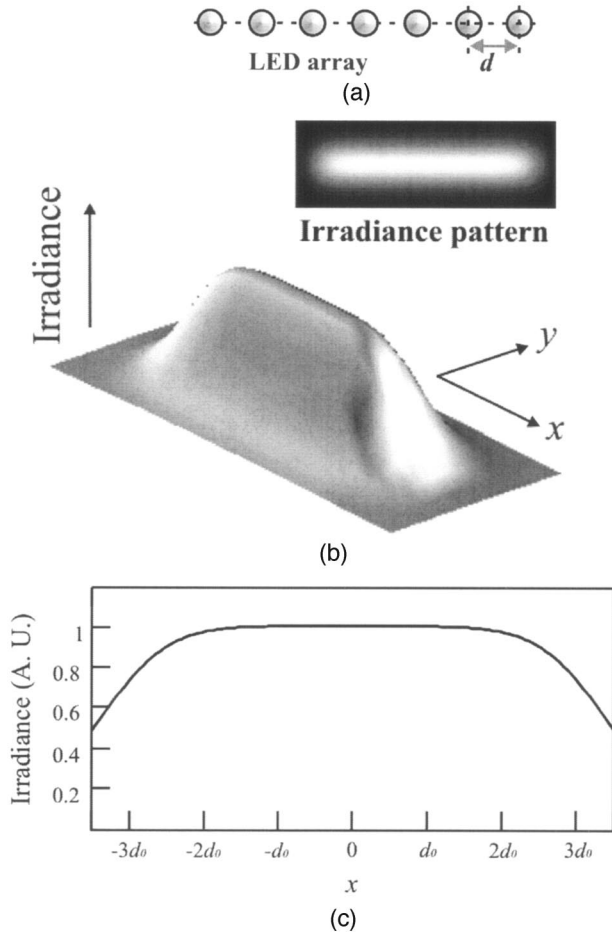 LED array
d
(a)
Irradiance pattern
Irradiance
y
x
(b)
Irradiance (A. U.)
1
0.8
0.6
0.4
0.2
-3d₀ -2d₀ -d₀ 0 d₀ 2d₀ 3d₀
x
(c)